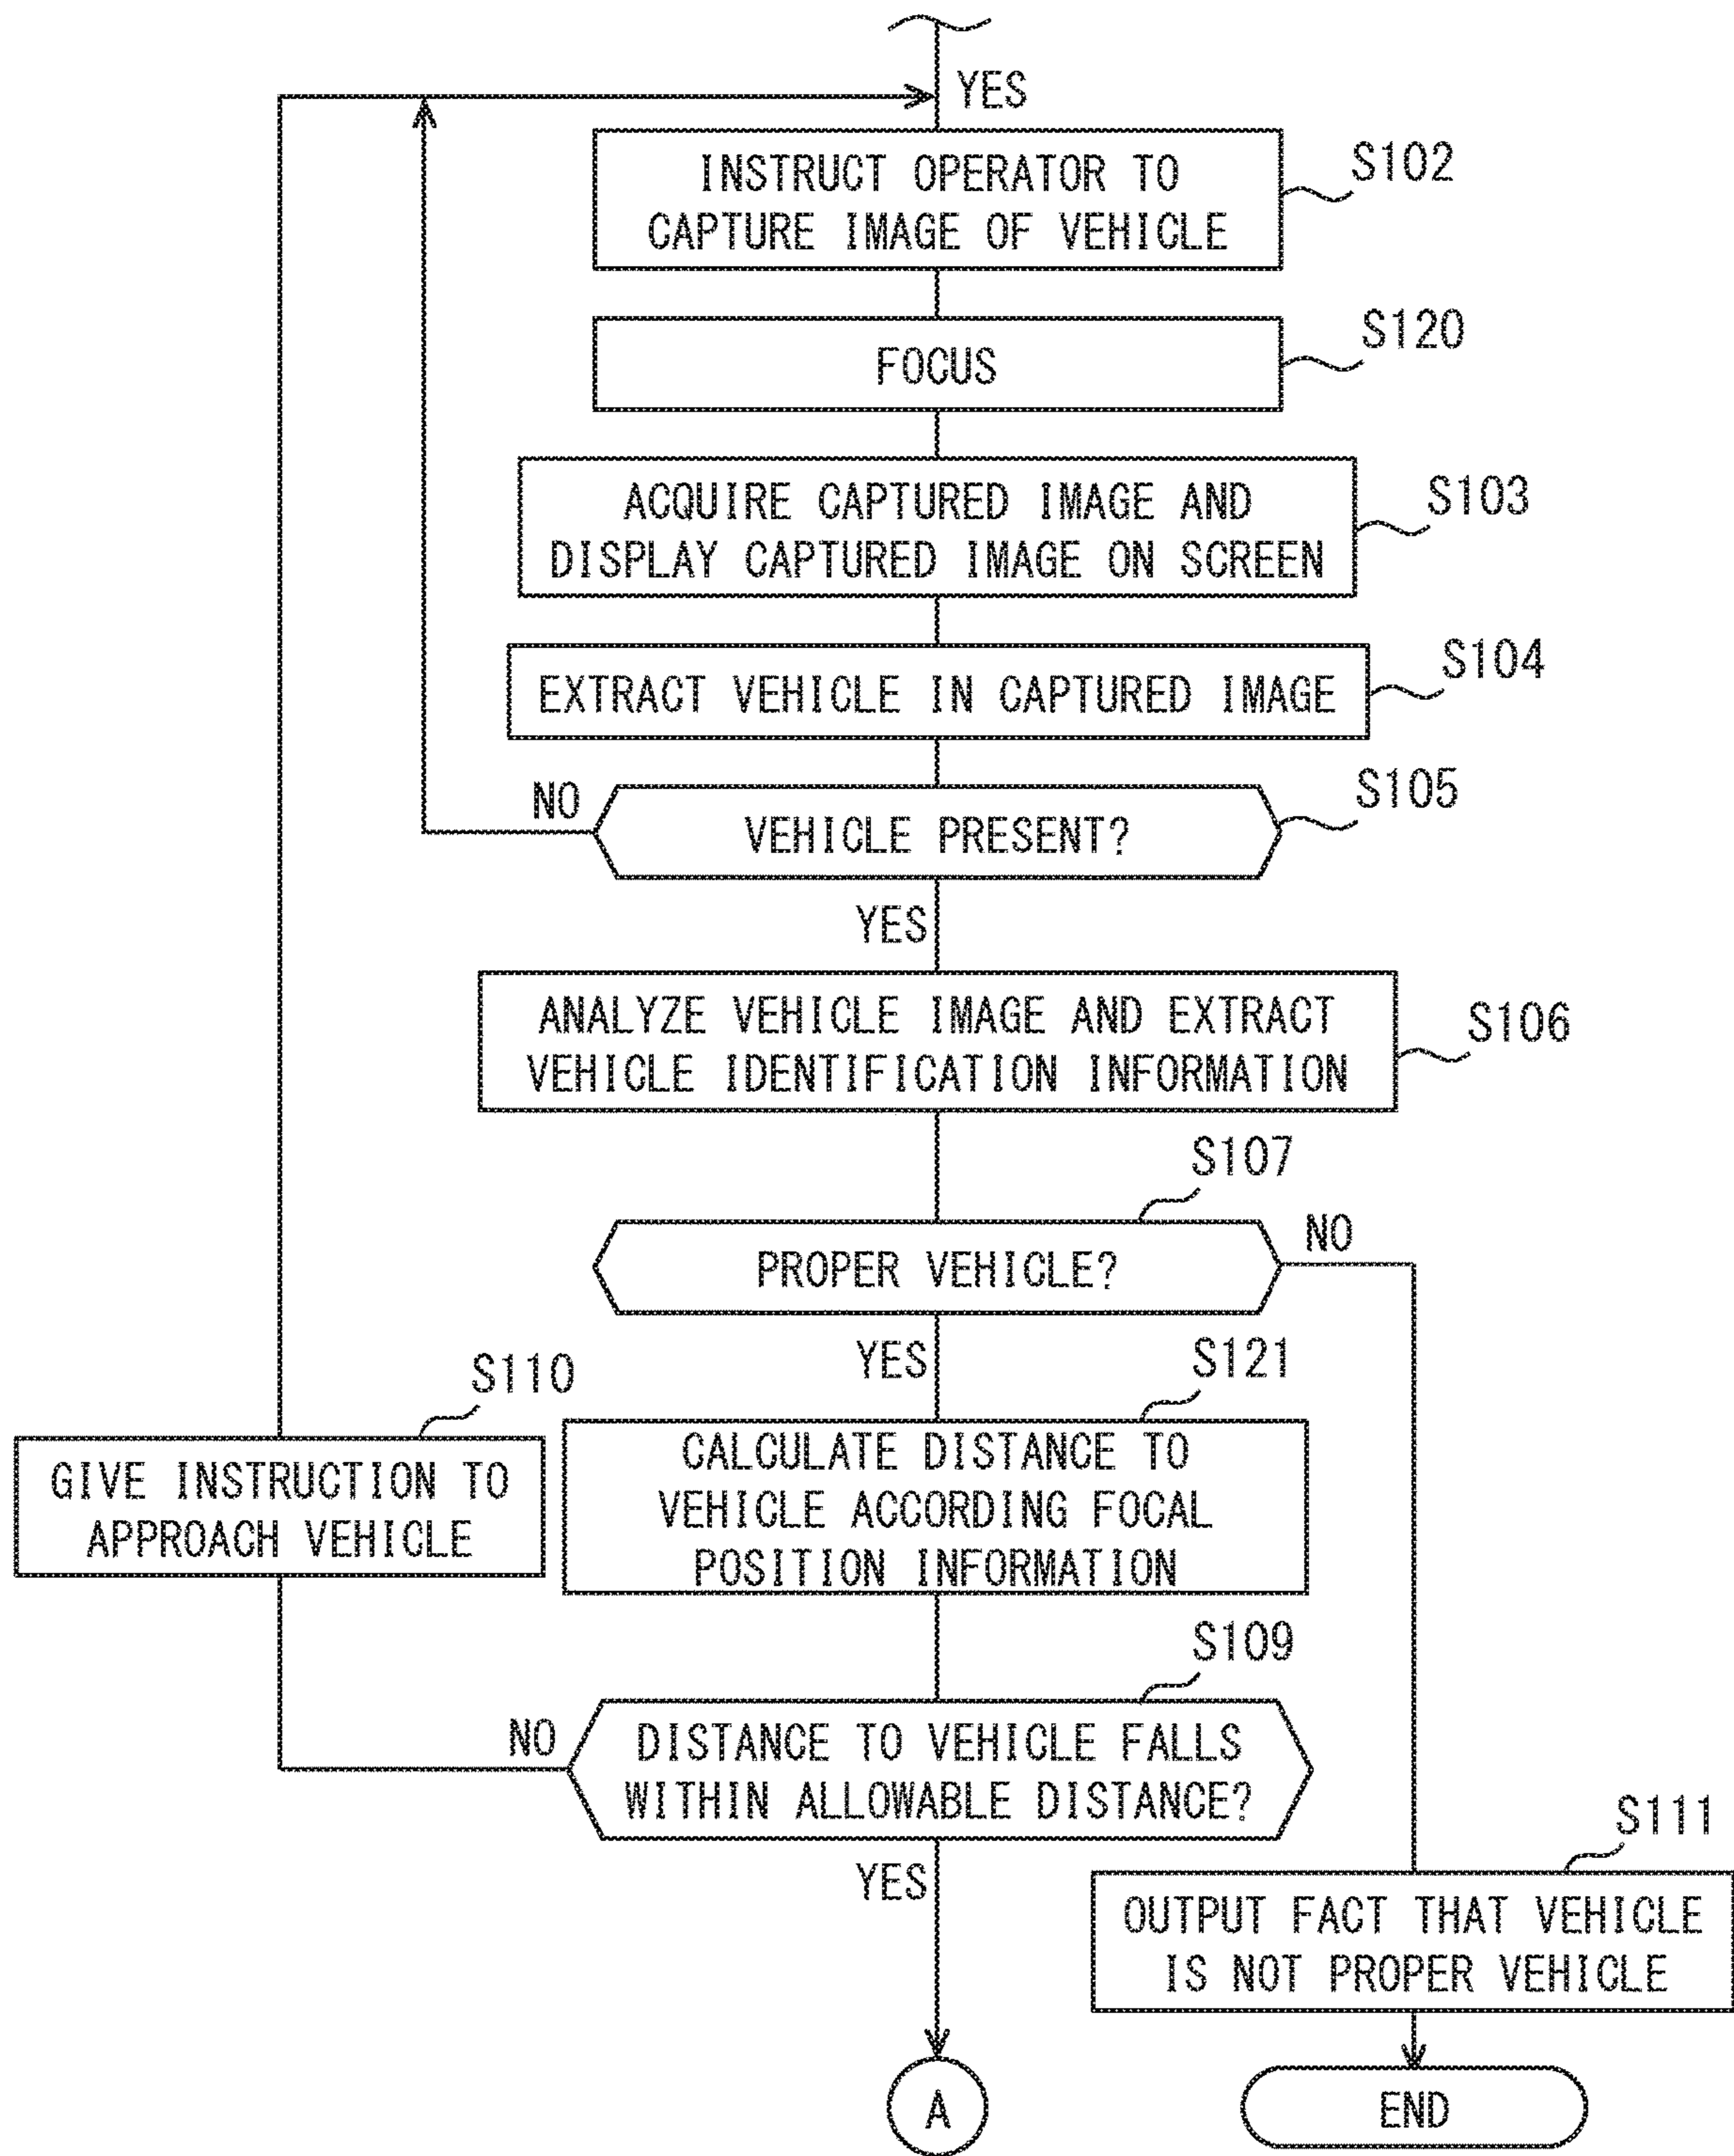 YES
INSTRUCT OPERATOR TO
CAPTURE IMAGE OF VEHICLE
S102
FOCUS
S120
ACQUIRE CAPTURED IMAGE AND
DISPLAY CAPTURED IMAGE ON SCREEN
S103
EXTRACT VEHICLE IN CAPTURED IMAGE
S104
NO
VEHICLE PRESENT?
S105
YES
ANALYZE VEHICLE IMAGE AND EXTRACT
VEHICLE IDENTIFICATION INFORMATION
S106
S107
PROPER VEHICLE?
NO
YES
S121
CALCULATE DISTANCE TO
VEHICLE ACCORDING FOCAL
POSITION INFORMATION
S110
GIVE INSTRUCTION TO
APPROACH VEHICLE
S109
NO
DISTANCE TO VEHICLE FALLS
WITHIN ALLOWABLE DISTANCE?
YES
S111
OUTPUT FACT THAT VEHICLE
IS NOT PROPER VEHICLE
A
END